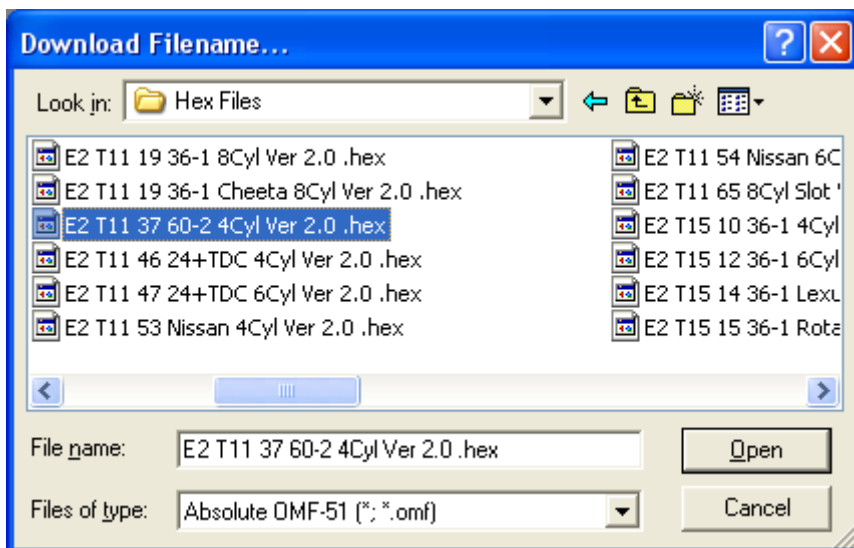 Download Filename...
Look in: Hex Files
E2 T11 19 36-1 8Cyl Ver 2.0 .hex
E2 T11 19 36-1 Cheeta 8Cyl Ver 2.0 .hex
E2 T11 37 60-2 4Cyl Ver 2.0 .hex
E2 T11 46 24+TDC 4Cyl Ver 2.0 .hex
E2 T11 47 24+TDC 6Cyl Ver 2.0 .hex
E2 T11 53 Nissan 4Cyl Ver 2.0 .hex
E2 T11 54 Nissan 6C
E2 T11 65 8Cyl Slot '
E2 T15 10 36-1 4Cyl
E2 T15 12 36-1 6Cyl
E2 T15 14 36-1 Lexu
E2 T15 15 36-1 Rota
File name: E2 T11 37 60-2 4Cyl Ver 2.0 .hex
Open
Files of type: Absolute OMF-51 (*; *.omf)
Cancel